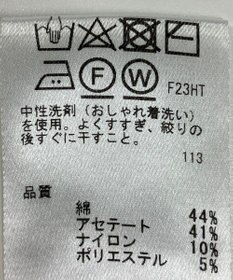 F W F23HT
中性洗剤（おしゃれ着洗い）
を使用。よくすすぎ、絞りの
後すぐに干すこと。
113
品質
綿 44%
アセテート 41%
ナイロン 10%
ポリエステル 5%